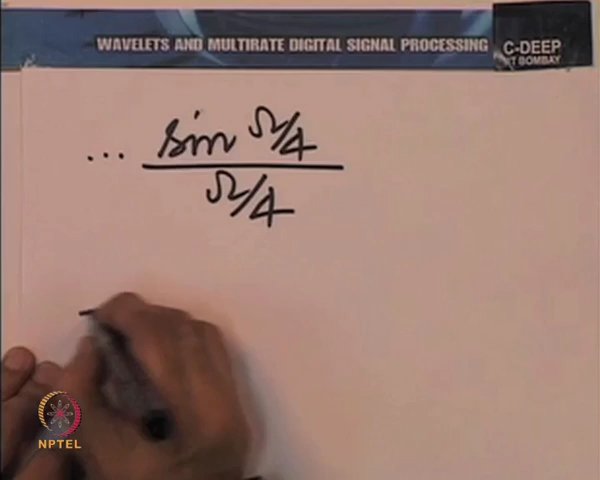 WAVELETS AND MULTIRATE DIGITAL SIGNAL PROCESSING
C-DEEP
IIT BOMBAY
... sin Ω/4
Ω/4
NPTEL